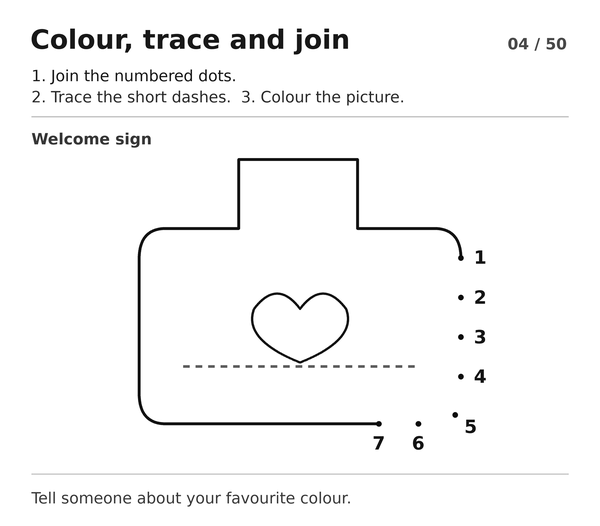 Colour, trace and join
04 / 50
1. Join the numbered dots.
2. Trace the short dashes.  3. Colour the picture.
Welcome sign
1
2
3
4
5
7 6
Tell someone about your favourite colour.